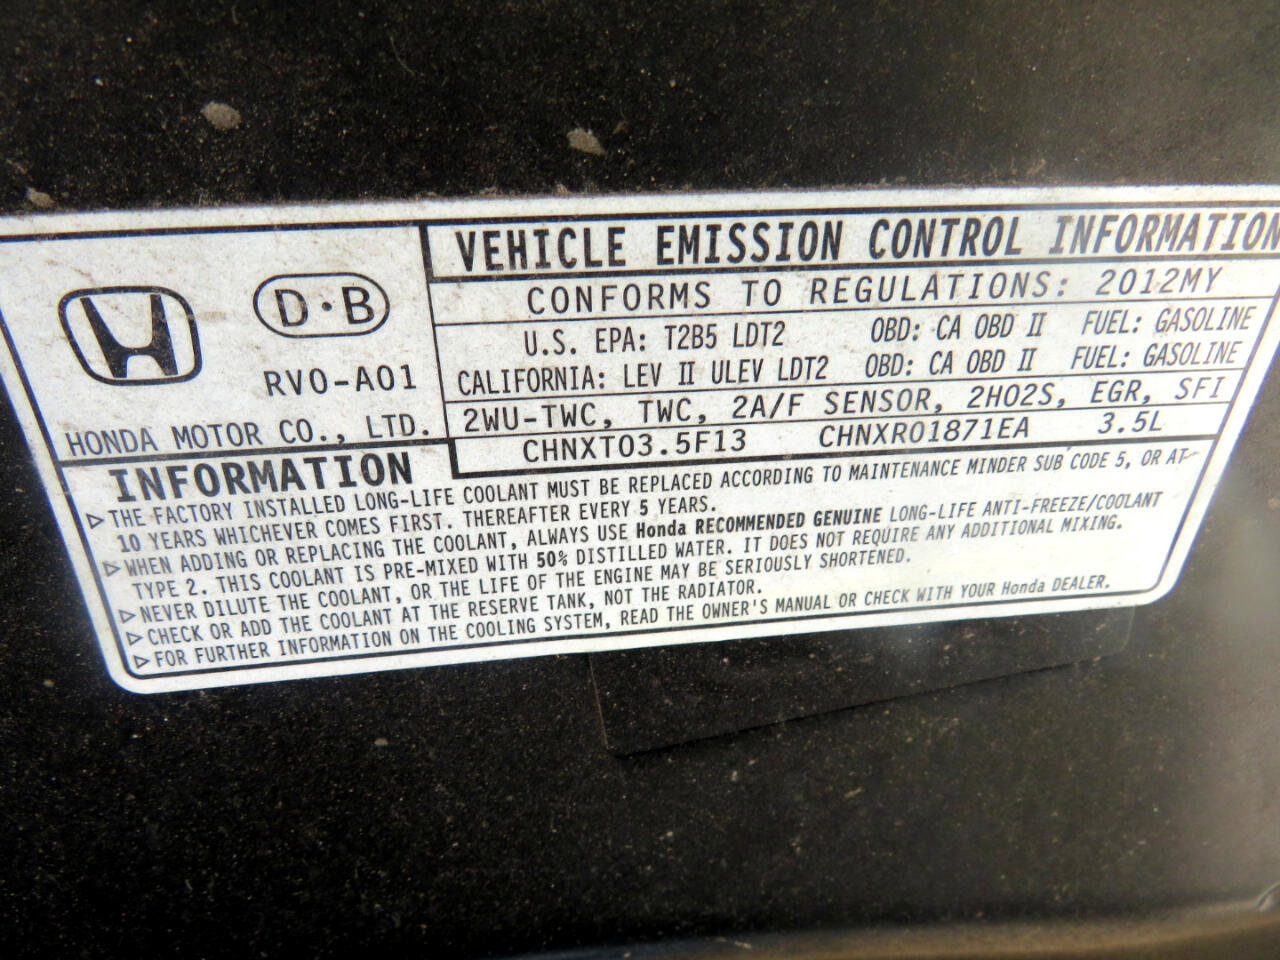 D·B
RV0-A01
HONDA MOTOR CO., LTD.
VEHICLE EMISSION CONTROL INFORMATION
CONFORMS TO REGULATIONS: 2012MY
U.S. EPA: T2B5 LDT2 OBD: CA OBD II FUEL: GASOLINE
CALIFORNIA: LEV II ULEV LDT2 OBD: CA OBD II FUEL: GASOLINE
2WU-TWC, TWC, 2A/F SENSOR, 2HO2S, EGR, SFI
CHNXT03.5F13 CHNXR01871EA 3.5L
INFORMATION
▷THE FACTORY INSTALLED LONG-LIFE COOLANT MUST BE REPLACED ACCORDING TO MAINTENANCE MINDER SUB CODE 5, OR AT
10 YEARS WHICHEVER COMES FIRST. THEREAFTER EVERY 5 YEARS.
▷WHEN ADDING OR REPLACING THE COOLANT, ALWAYS USE Honda RECOMMENDED GENUINE LONG-LIFE ANTI-FREEZE/COOLANT
TYPE 2. THIS COOLANT IS PRE-MIXED WITH 50% DISTILLED WATER. IT DOES NOT REQUIRE ANY ADDITIONAL MIXING.
▷NEVER DILUTE THE COOLANT, OR THE LIFE OF THE ENGINE MAY BE SERIOUSLY SHORTENED.
▷CHECK OR ADD THE COOLANT AT THE RESERVE TANK, NOT THE RADIATOR.
▷FOR FURTHER INFORMATION ON THE COOLING SYSTEM, READ THE OWNER'S MANUAL OR CHECK WITH YOUR Honda DEALER.